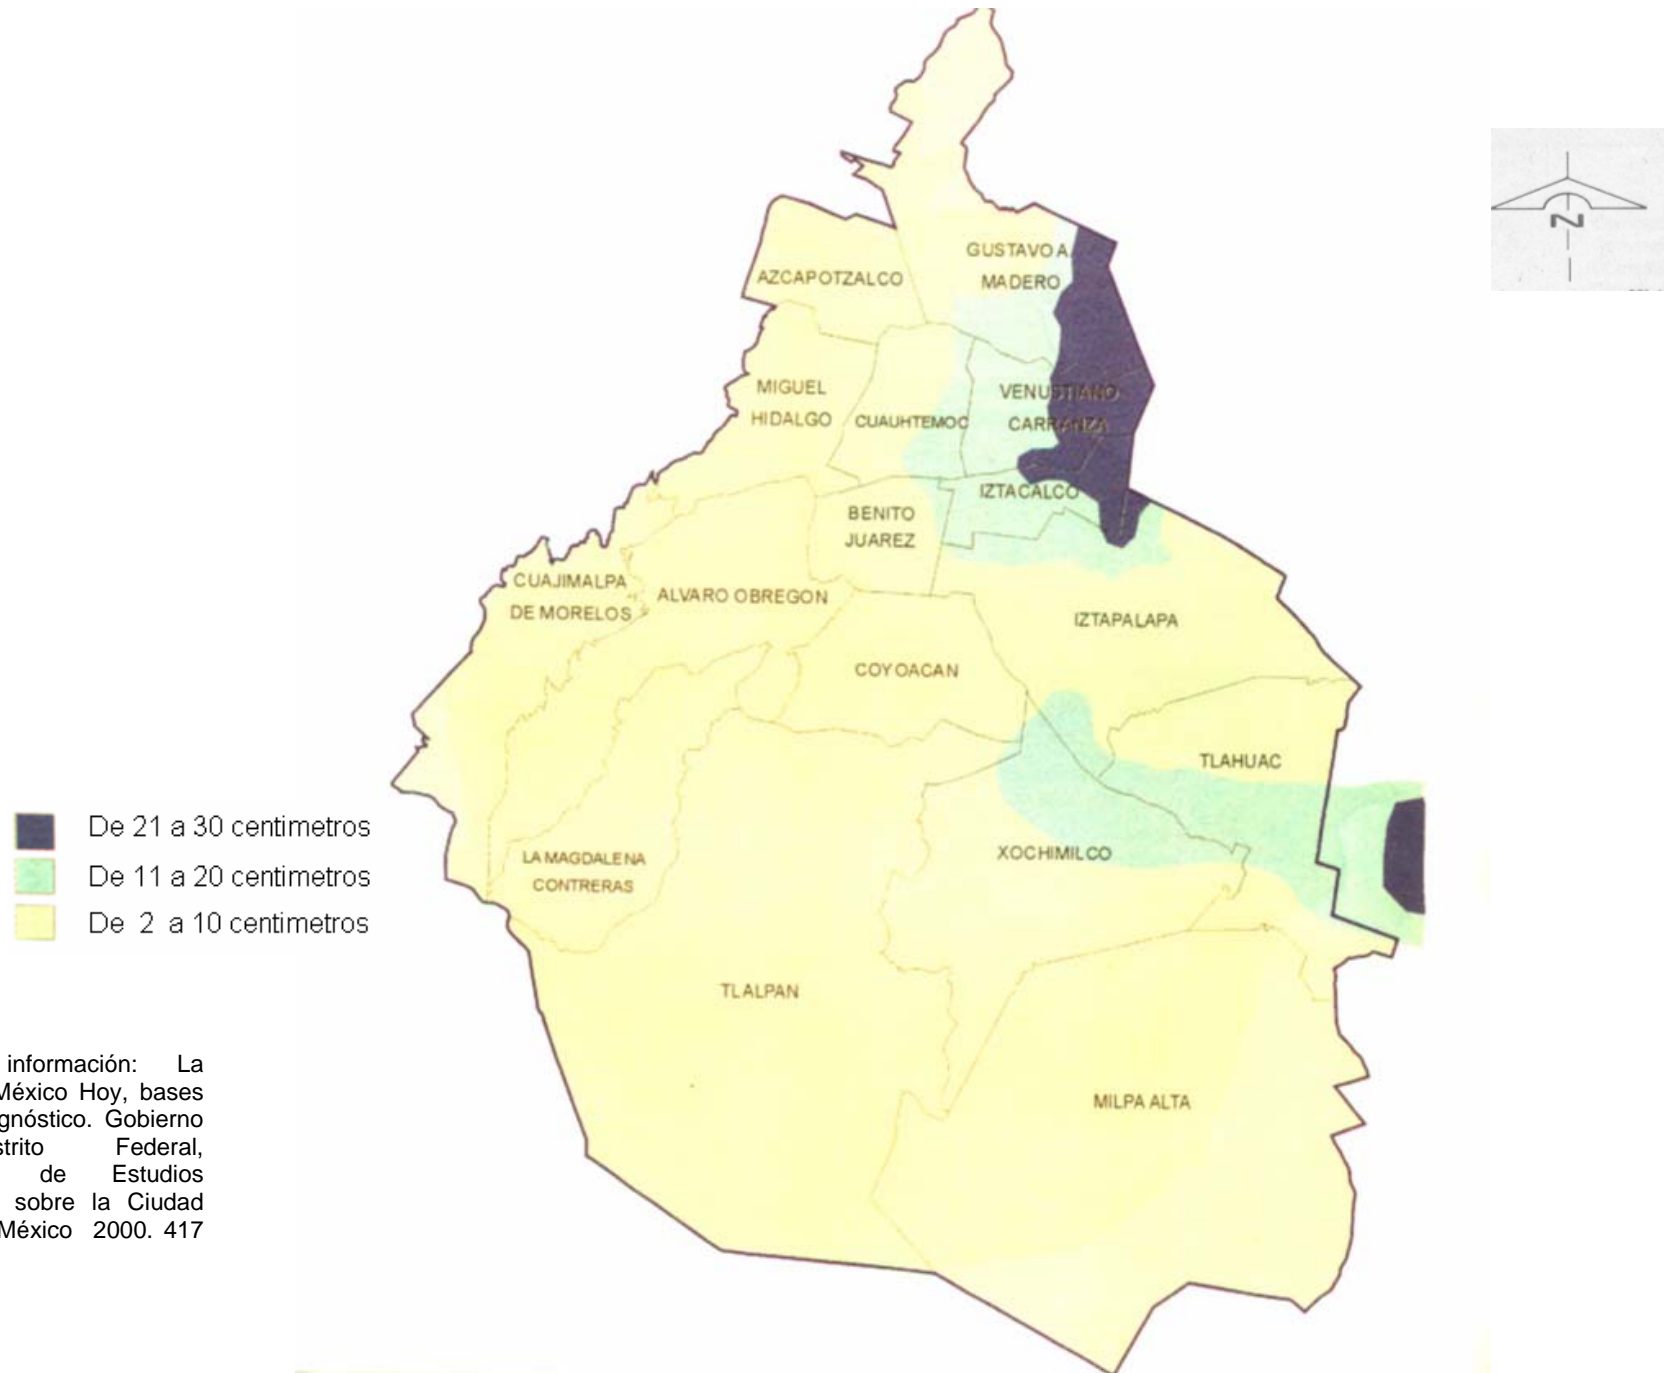 GUSTAVO A.
MADERO
AZCAPOTZALCO
MIGUEL
HIDALGO
CUAUHTEMOC
VENUSTIANO
CARRANZA
IZTACALCO
BENITO
JUAREZ
CUAJIMALPA
DE MORELOS
ALVARO OBREGON
IZTAPALAPA
COYOACAN
TLAHUAC
XOCHIMILCO
LA MAGDALENA
CONTRERAS
TLALPAN
MILPA ALTA
N
De 21 a 30 centimetros
De 11 a 20 centimetros
De 2 a 10 centimetros
información: La
México Hoy, bases
gnóstico. Gobierno
strito Federal,
de Estudios
sobre la Ciudad
México 2000. 417